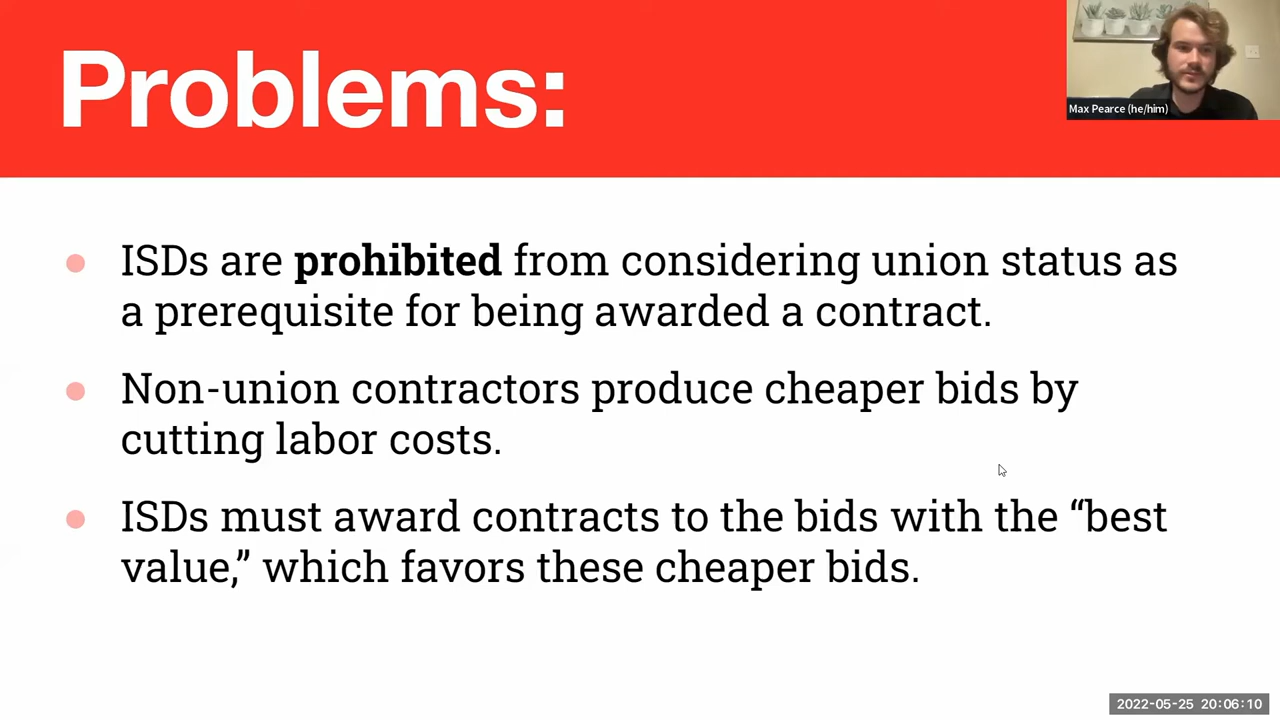 Problems:
Max Pearce (he/him)
● ISDs are prohibited from considering union status as
a prerequisite for being awarded a contract.
● Non-union contractors produce cheaper bids by
cutting labor costs.
● ISDs must award contracts to the bids with the “best
value,” which favors these cheaper bids.
2022-05-25 20:06:10